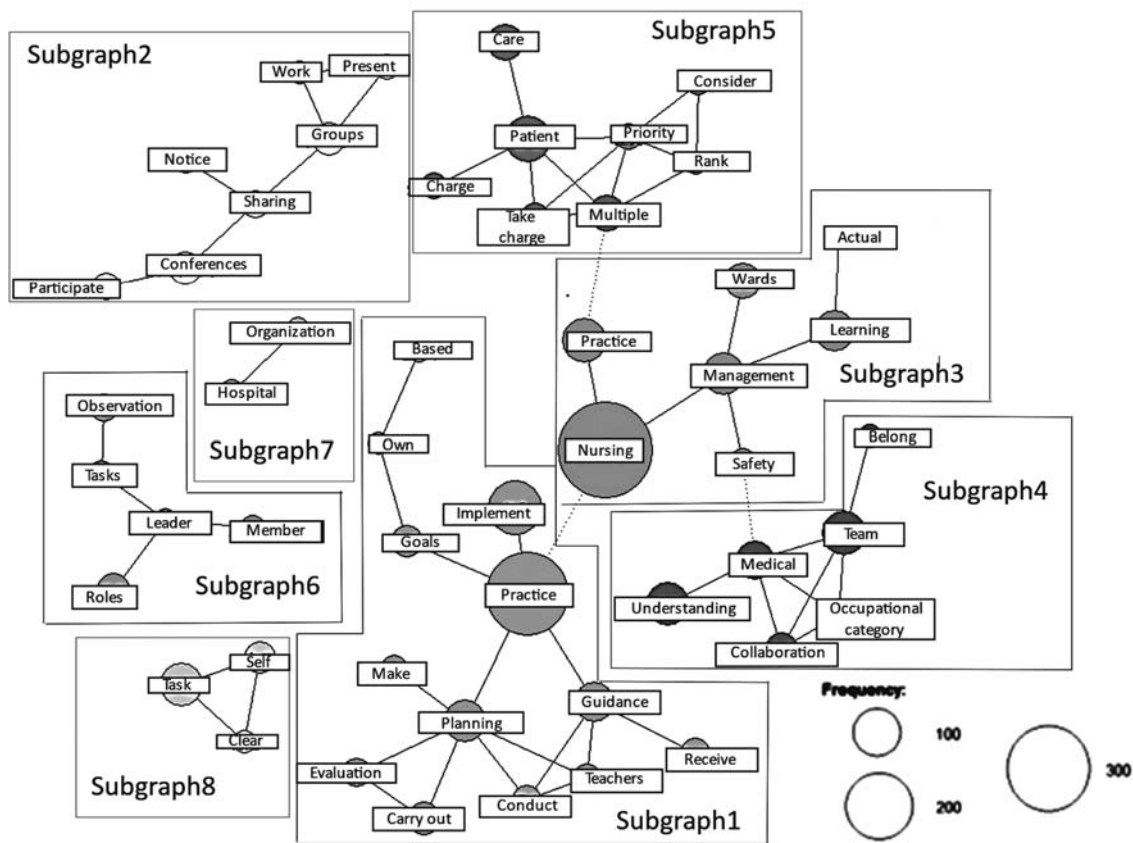 Subgraph2
Work
Present
Groups
Notice
Sharing
Conferences
Participate
Subgraph5
Care
Consider
Patient
Priority
Rank
Charge
Take
charge
Multiple
Subgraph3
Actual
Wards
Learning
Practice
Management
Nursing
Safety
Subgraph7
Organization
Hospital
Subgraph6
Observation
Tasks
Leader
Member
Roles
Subgraph4
Belong
Team
Medical
Understanding
Occupational
category
Collaboration
Subgraph1
Based
Own
Implement
Goals
Practice
Make
Guidance
Planning
Receive
Evaluation
Teachers
Conduct
Carry out
Subgraph8
Self
Task
Clear
Frequency:
100
200
300